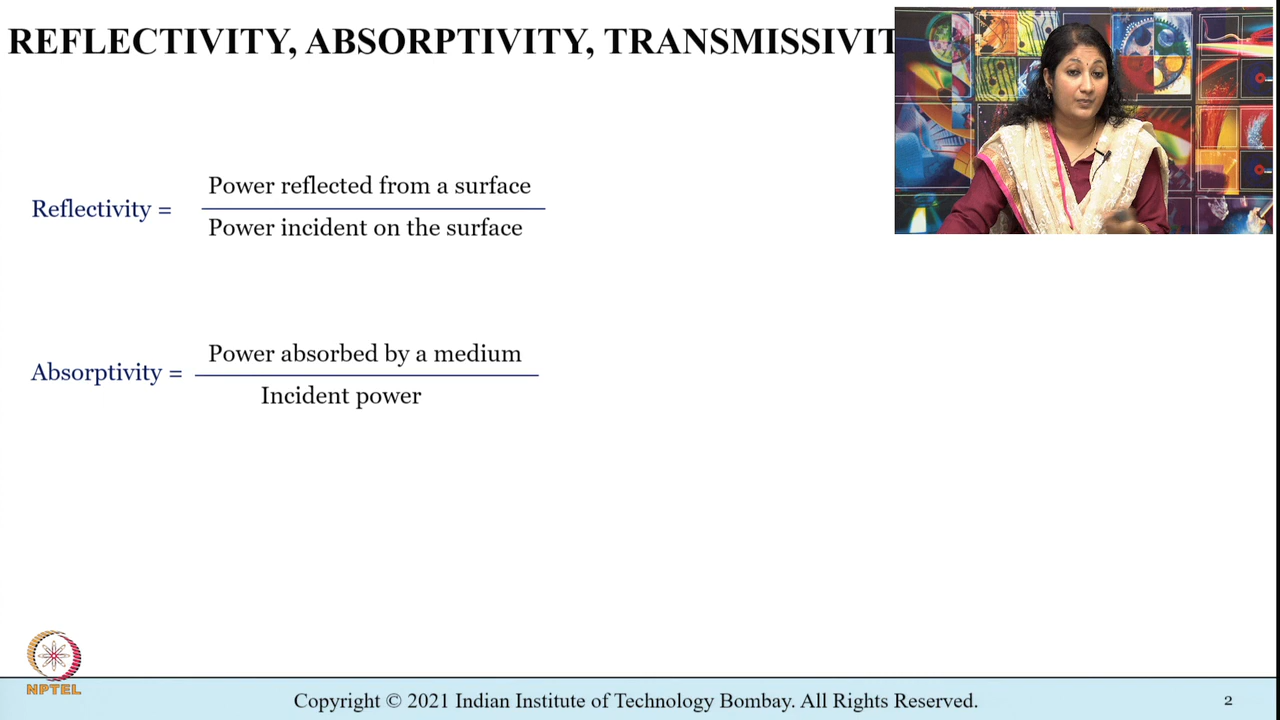 REFLECTIVITY, ABSORPTIVITY, TRANSMISSIVIT
Reflectivity =
Power reflected from a surface
Power incident on the surface
Absorptivity =
Power absorbed by a medium
Incident power
NPTEL
Copyright © 2021 Indian Institute of Technology Bombay. All Rights Reserved.
2